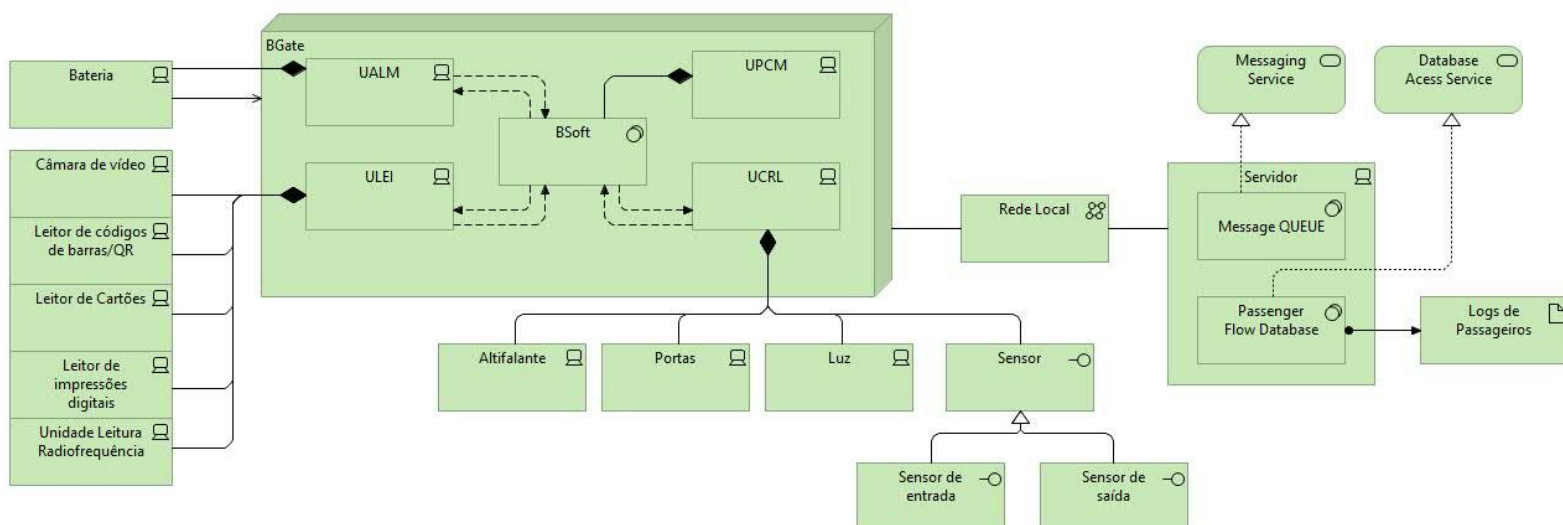 BGate
Bateria
UALM
UPCM
BSoft
Câmara de vídeo
ULEI
UCRL
Leitor de códigos
de barras/QR
Leitor de Cartões
Leitor de
impressões
digitais
Unidade Leitura
Radiofrequência
Altifalante
Portas
Luz
Sensor
Sensor de
entrada
Sensor de
saída
Rede Local
Messaging
Service
Database
Acess Service
Servidor
Message QUEUE
Passenger
Flow Database
Logs de
Passageiros